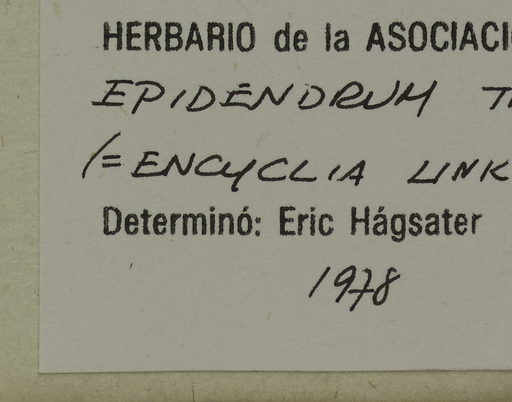 HERBARIO de la ASOCIACI
EPIDENDRUM
(= ENCYCLIA LINK
Determinó: Eric Hágsater
1978